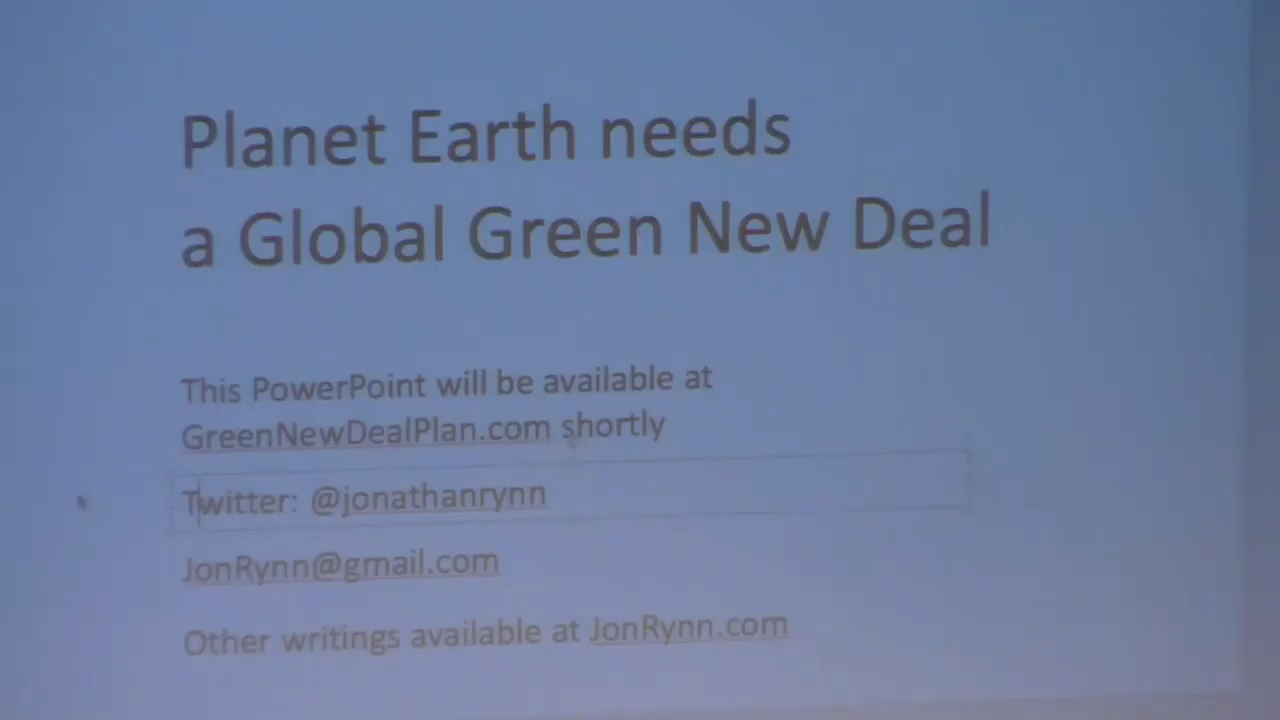 Planet Earth needs
a Global Green New Deal
This PowerPoint will be available at
GreenNewDealPlan.com shortly
Twitter: @jonathanrynn
JonRynn@gmail.com
Other writings available at JonRynn.com